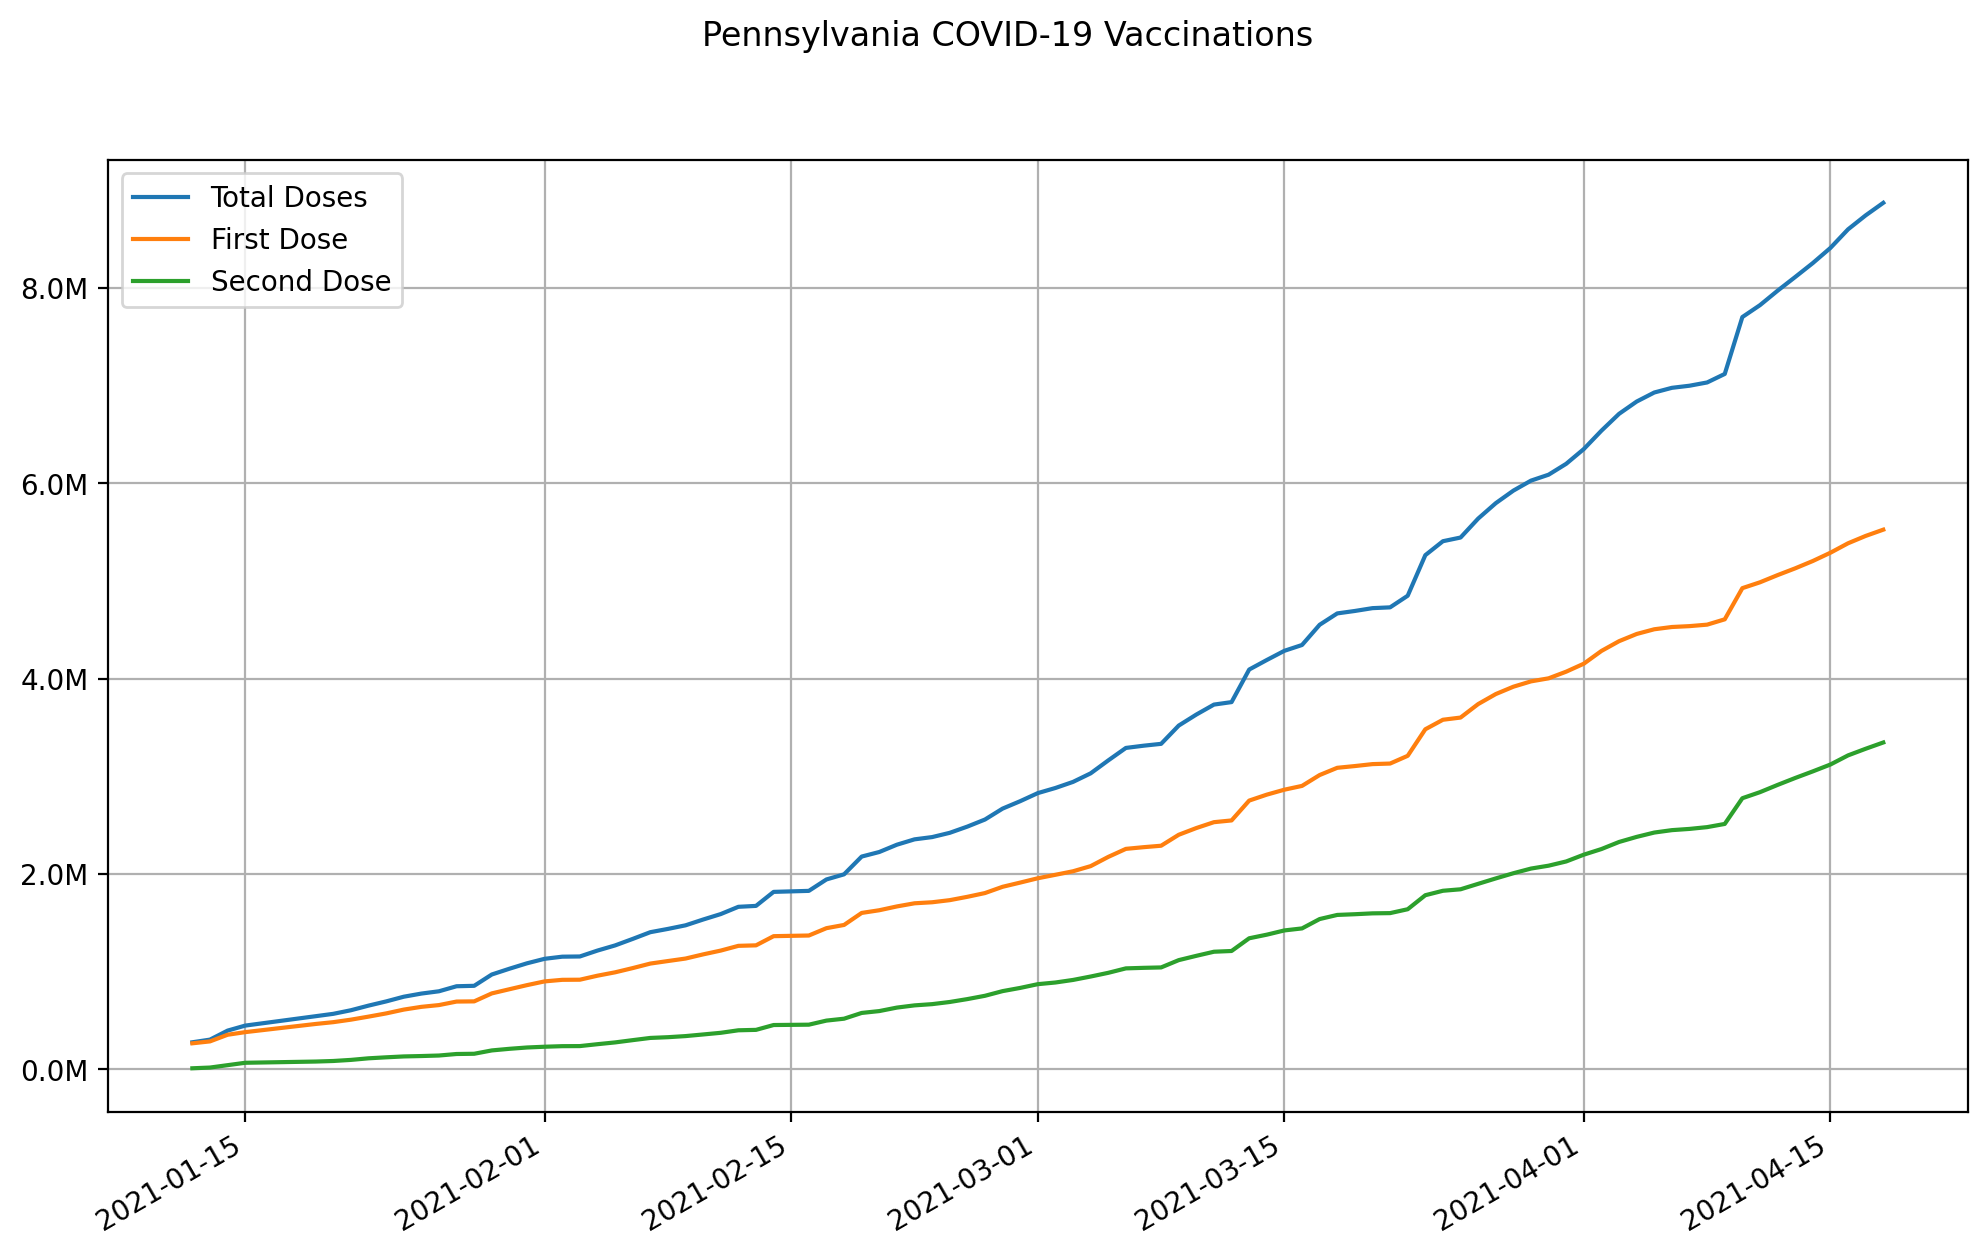 Pennsylvania COVID-19 Vaccinations
Total Doses
First Dose
Second Dose
8.0M
6.0M
4.0M
2.0M
0.0M
2021-01-15
2021-02-01
2021-02-15
2021-03-01
2021-03-15
2021-04-01
2021-04-15